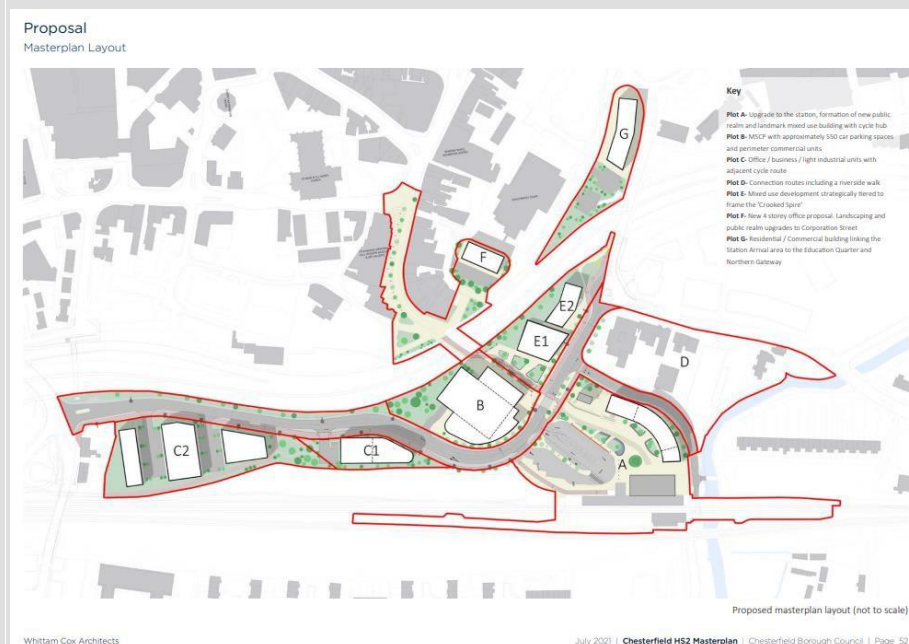 Proposal
Masterplan Layout
Key
Plot A- Upgrade to the station, formation of new public
realm and landmark mixed use building with cycle hub
Plot B- MSCP with approximately 550 car parking spaces
and perimeter commercial units
Plot C- Office / business / light industrial units with
adjacent cycle route
Plot D- Connection routes including a riverside walk
Plot E- Mixed use development strategically tiered to
frame the 'Crooked Spire'
Plot F- New 4 storey office proposal. Landscaping and
public realm upgrades to Corporation Street
Plot G- Residential / Commercial building linking the
Station Arrival area to the Education Quarter and
Northern Gateway
G
F
E2
E1
D
B
C2
C1
A
Proposed masterplan layout (not to scale)
Whittam Cox Architects
July 2021 | Chesterfield HS2 Masterplan | Chesterfield Borough Council | Page 52